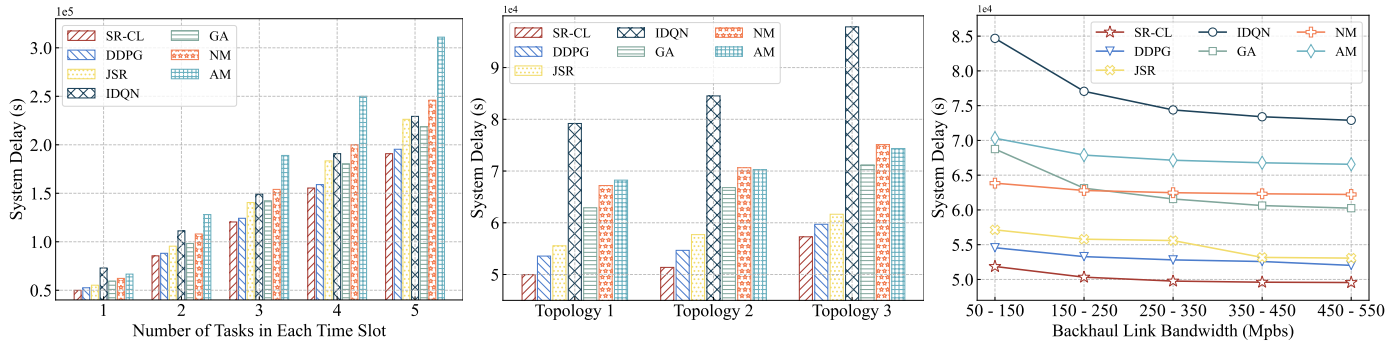 1e5
System Delay (s)
3.0
2.5
2.0
1.5
1.0
0.5
SR-CL
DDPG
JSR
IDQN
GA
NM
AM
1 2 3 4 5
Number of Tasks in Each Time Slot
1e4
System Delay (s)
9
8
7
6
5
SR-CL IDQN NM
DDPG GA AM
JSR
Topology 1 Topology 2 Topology 3
1e4
System Delay (s)
8.5
8.0
7.5
7.0
6.5
6.0
5.5
5.0
SR-CL IDQN NM
DDPG GA AM
JSR
50 - 150 150 - 250 250 - 350 350 - 450 450 - 550
Backhaul Link Bandwidth (Mpbs)